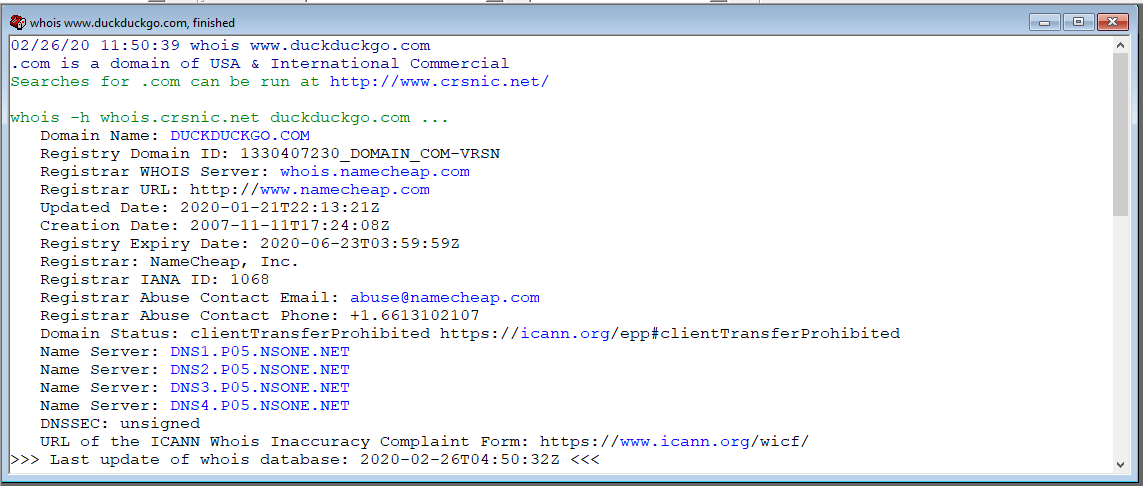 whois www.duckduckgo.com, finished
02/26/20 11:50:39 whois www.duckduckgo.com
.com is a domain of USA & International Commercial
Searches for .com can be run at http://www.crsnic.net/
whois -h whois.crsnic.net duckduckgo.com ...
Domain Name: DUCKDUCKGO.COM
Registry Domain ID: 1330407230_DOMAIN_COM-VRSN
Registrar WHOIS Server: whois.namecheap.com
Registrar URL: http://www.namecheap.com
Updated Date: 2020-01-21T22:13:21Z
Creation Date: 2007-11-11T17:24:08Z
Registry Expiry Date: 2020-06-23T03:59:59Z
Registrar: NameCheap, Inc.
Registrar IANA ID: 1068
Registrar Abuse Contact Email: abuse@namecheap.com
Registrar Abuse Contact Phone: +1.6613102107
Domain Status: clientTransferProhibited https://icann.org/epp#clientTransferProhibited
Name Server: DNS1.P05.NSONE.NET
Name Server: DNS2.P05.NSONE.NET
Name Server: DNS3.P05.NSONE.NET
Name Server: DNS4.P05.NSONE.NET
DNSSEC: unsigned
URL of the ICANN Whois Inaccuracy Complaint Form: https://www.icann.org/wicf/
>>> Last update of whois database: 2020-02-26T04:50:32Z <<<